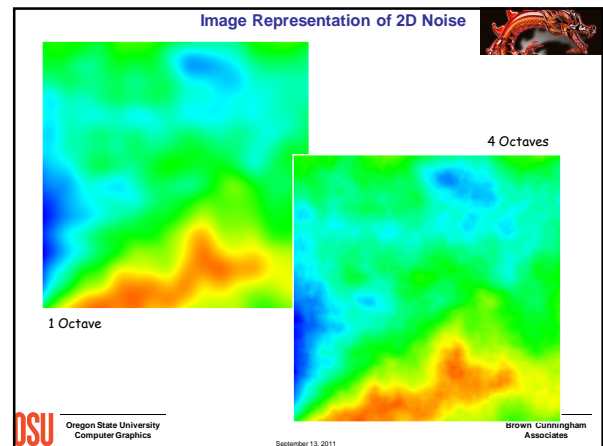 Image Representation of 2D Noise
4 Octaves
1 Octave
OSU
Oregon State University
Computer Graphics
September 13, 2011
Brown Cunningham
Associates